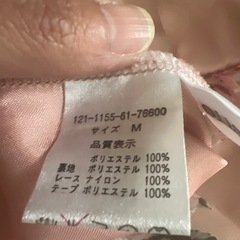 121-1155-61-76600
サイズ M
品質表示
ポリエステル 100%
裏地 ポリエステル 100%
レース ナイロン 100%
テープ ポリエステル 100%